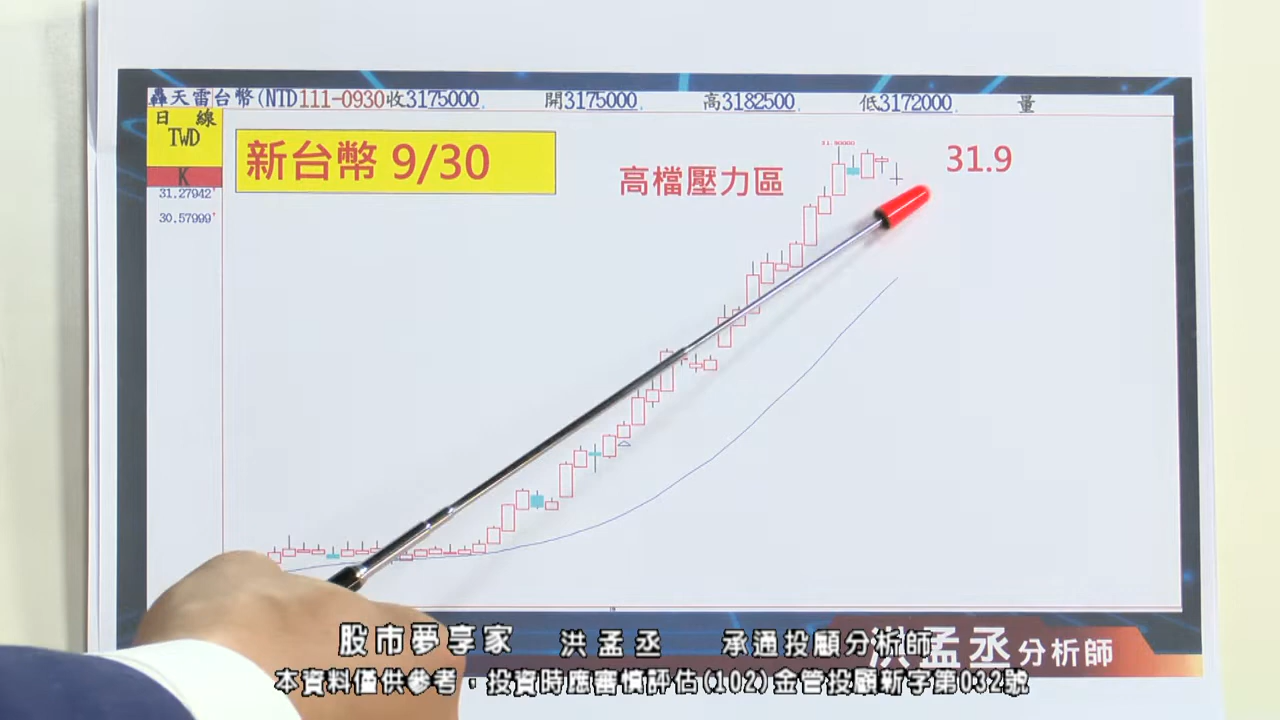 轟天雷台幣(NTD111-0930收3175000 開3175000 高3182500 低3172000 量
日 線
TWD
K
31.27942
30.57999
新台幣 9/30
高檔壓力區
31.90000
31.9
洪孟丞分析師
股市夢享家 洪孟丞 承通投顧分析師
本資料僅供參考,投資時應審慎評估(102)金管投顧新字第032號